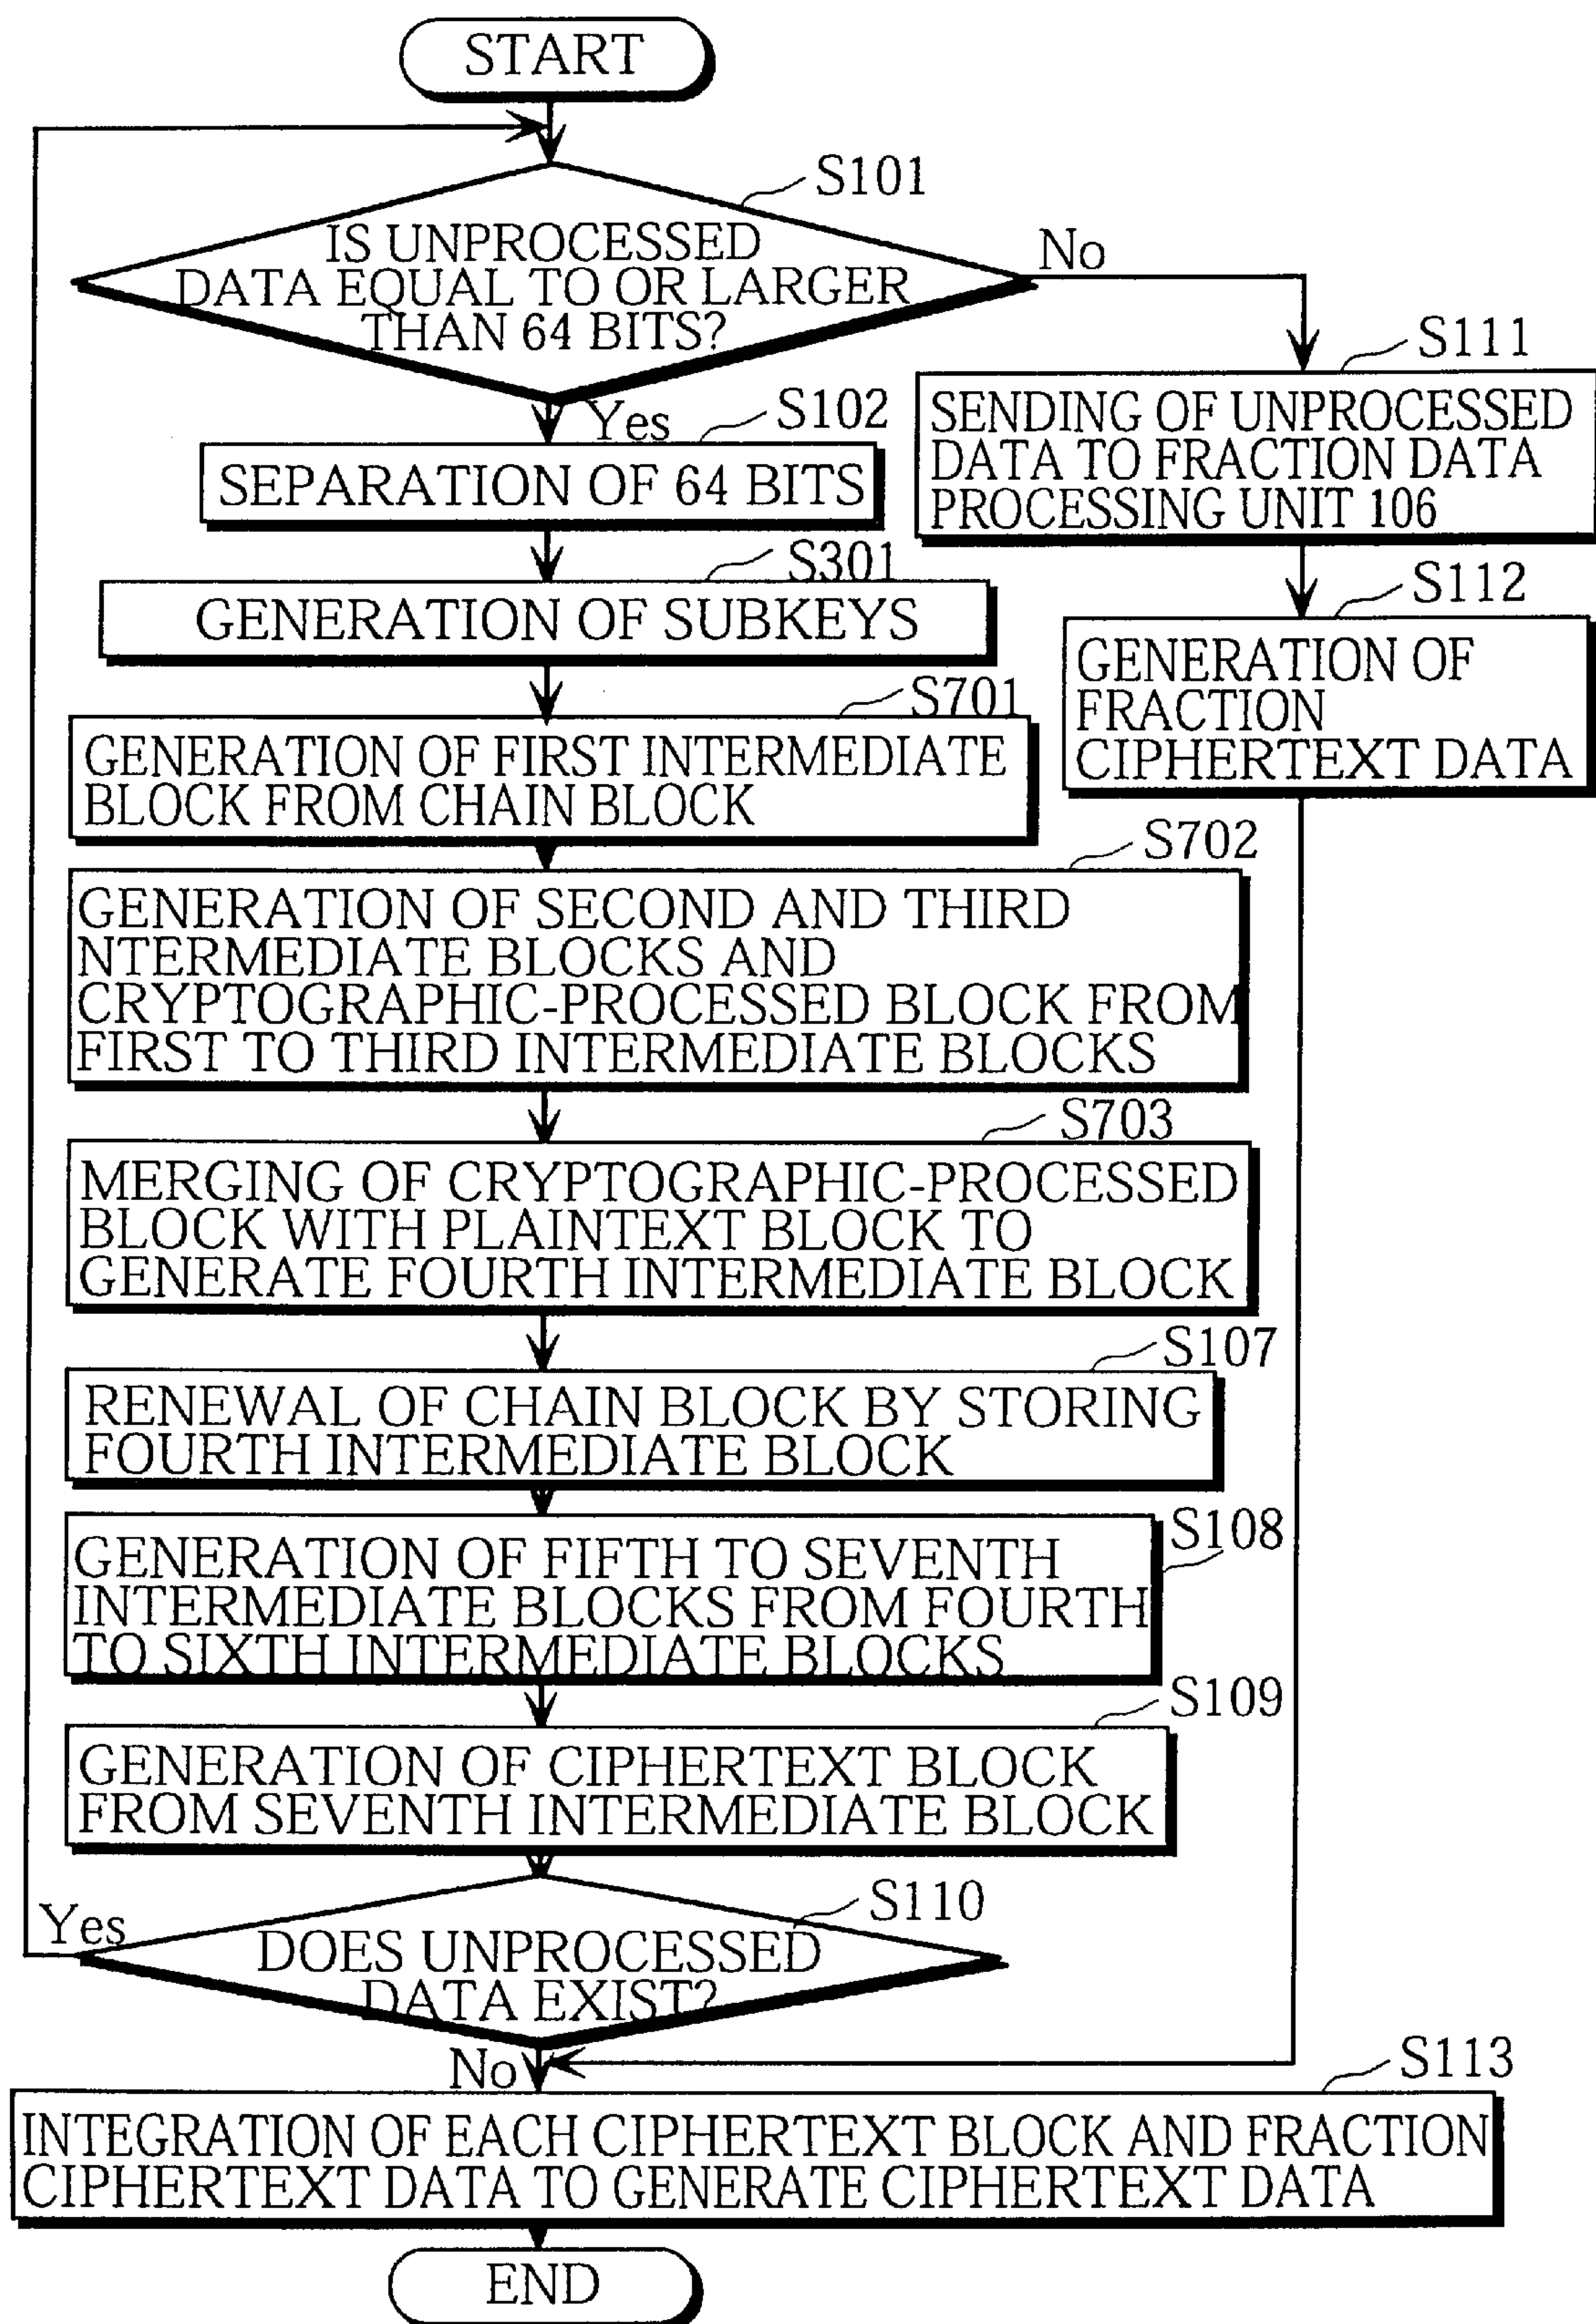 START
S101
IS UNPROCESSED
DATA EQUAL TO OR LARGER
THAN 64 BITS?
No
Yes
S111
SENDING OF UNPROCESSED
DATA TO FRACTION DATA
PROCESSING UNIT 106
S112
GENERATION OF
FRACTION
CIPHERTEXT DATA
S102
SEPARATION OF 64 BITS
S301
GENERATION OF SUBKEYS
S701
GENERATION OF FIRST INTERMEDIATE
BLOCK FROM CHAIN BLOCK
S702
GENERATION OF SECOND AND THIRD
NTERMEDIATE BLOCKS AND
CRYPTOGRAPHIC-PROCESSED BLOCK FROM
FIRST TO THIRD INTERMEDIATE BLOCKS
S703
MERGING OF CRYPTOGRAPHIC-PROCESSED
BLOCK WITH PLAINTEXT BLOCK TO
GENERATE FOURTH INTERMEDIATE BLOCK
S107
RENEWAL OF CHAIN BLOCK BY STORING
FOURTH INTERMEDIATE BLOCK
S108
GENERATION OF FIFTH TO SEVENTH
INTERMEDIATE BLOCKS FROM FOURTH
TO SIXTH INTERMEDIATE BLOCKS
S109
GENERATION OF CIPHERTEXT BLOCK
FROM SEVENTH INTERMEDIATE BLOCK
S110
Yes
DOES UNPROCESSED
DATA EXIST?
No
S113
INTEGRATION OF EACH CIPHERTEXT BLOCK AND FRACTION
CIPHERTEXT DATA TO GENERATE CIPHERTEXT DATA
END